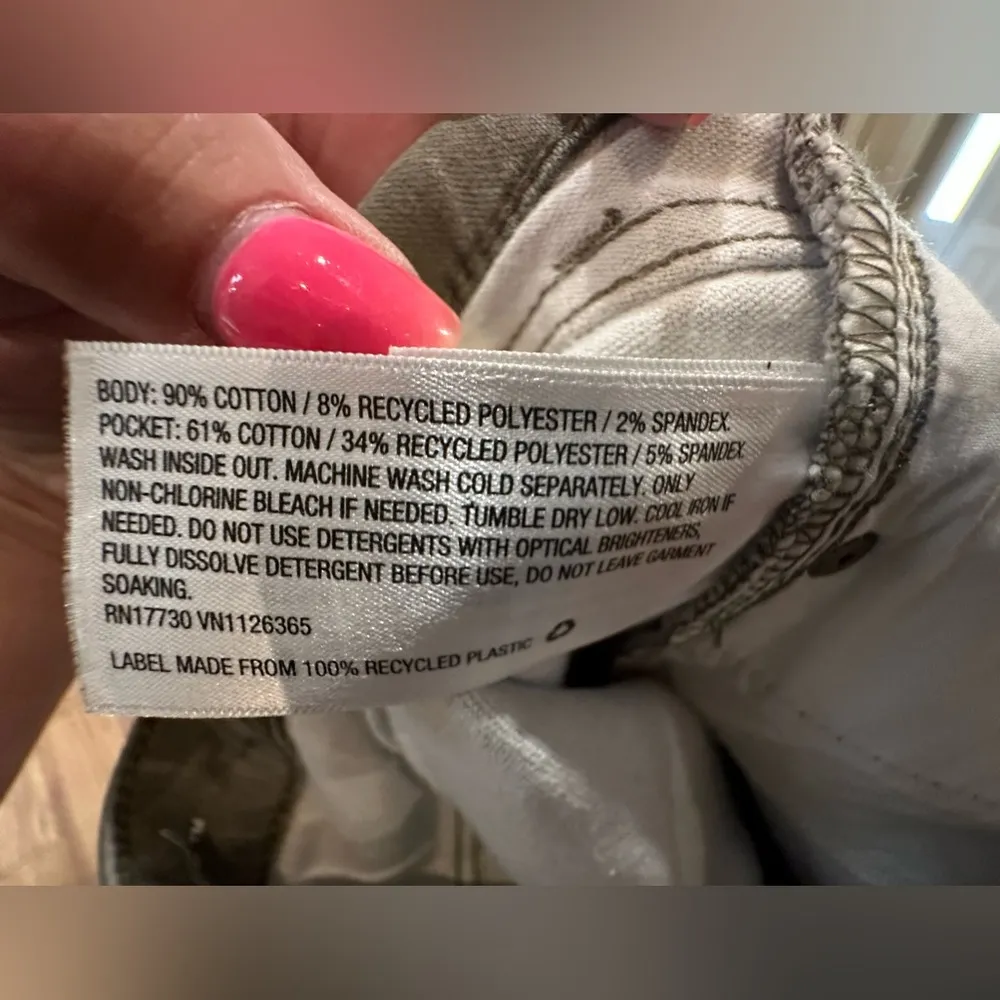 BODY: 90% COTTON / 8% RECYCLED POLYESTER / 2% SPANDEX.
POCKET: 61% COTTON / 34% RECYCLED POLYESTER / 5% SPANDEX
WASH INSIDE OUT. MACHINE WASH COLD SEPARATELY. ONLY
NON-CHLORINE BLEACH IF NEEDED. TUMBLE DRY LOW. COOL IRON IF
NEEDED. DO NOT USE DETERGENTS WITH OPTICAL BRIGHTENERS,
FULLY DISSOLVE DETERGENT BEFORE USE, DO NOT LEAVE GARMENT
SOAKING.
RN17730 VN1126365
LABEL MADE FROM 100% RECYCLED PLASTIC